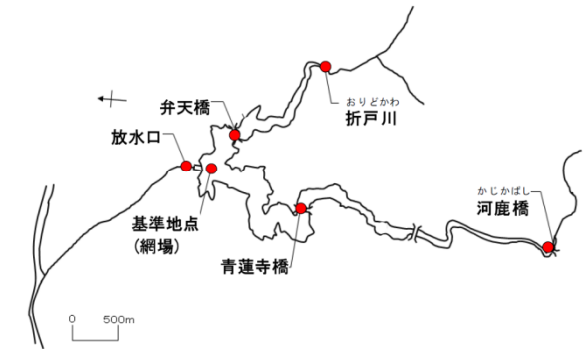 おりどかわ
折戸川
弁天橋
放水口
かじかばし
河鹿橋
基準地点
(網場)
青蓮寺橋
0 500m